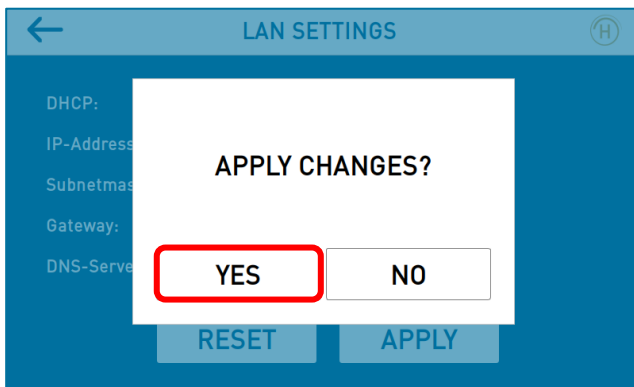 LAN SETTINGS
H
DHCP:
IP-Address
Subnetmas
Gateway:
DNS-Serve
APPLY CHANGES?
YES NO
RESET APPLY